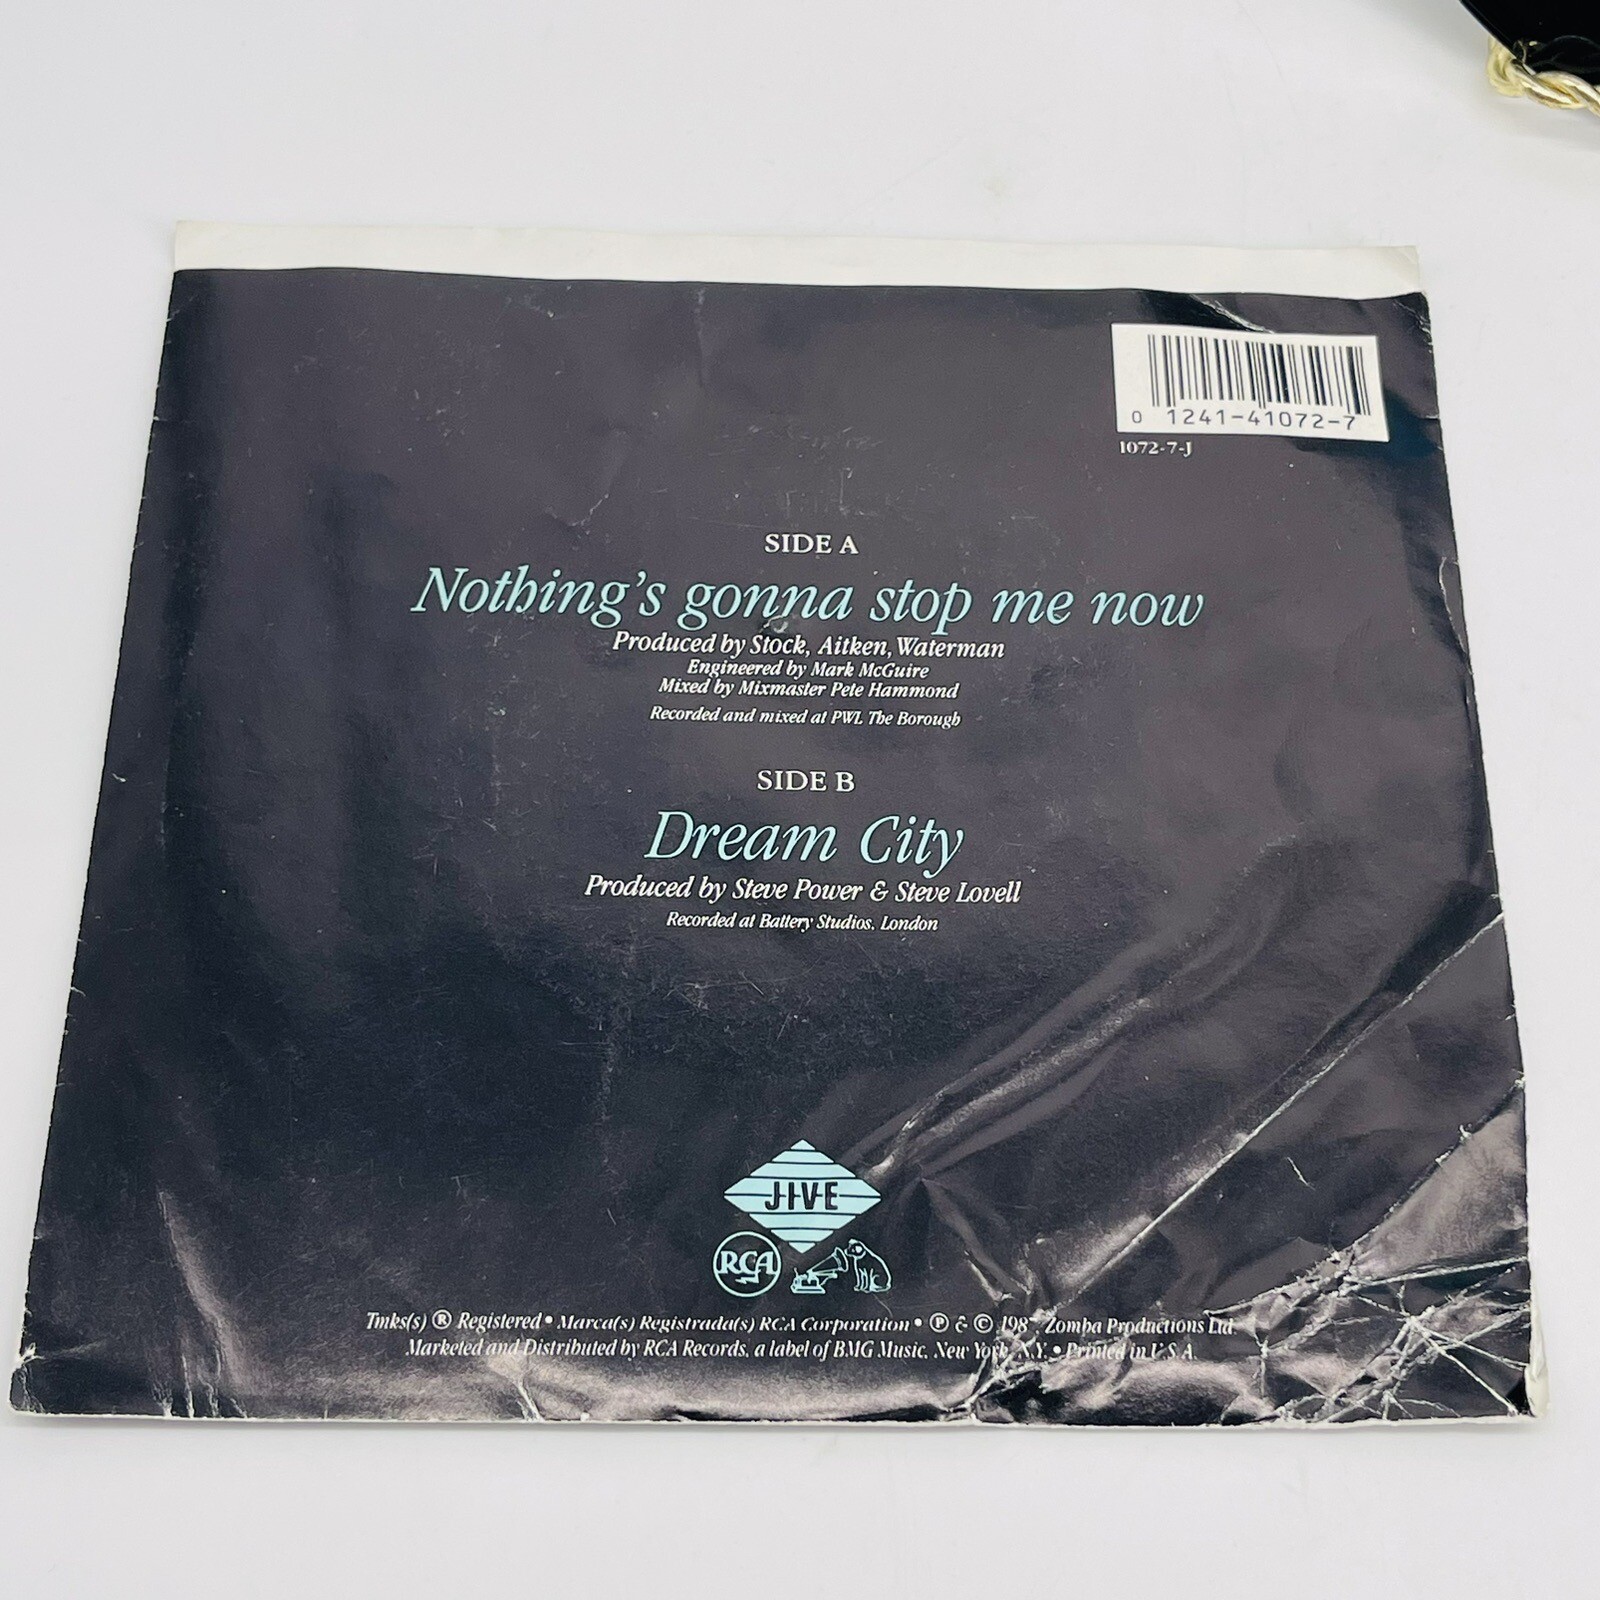 0 1241-41072-7
1072-7-J
SIDE A
Nothing's gonna stop me now
Produced by Stock, Aitken, Waterman
Engineered by Mark McGuire
Mixed by Mixmaster Pete Hammond
Recorded and mixed at PWL The Borough
SIDE B
Dream City
Produced by Steve Power & Steve Lovell
Recorded at Battery Studios, London
JIVE
RCA
Tmks(s) ® Registered • Marca(s) Registrada(s) RCA Corporation • ℗ & © Zomba Productions Ltd.
Marketed and Distributed by RCA Records, a label of BMG Music, New York, N.Y. • Printed in U.S.A.